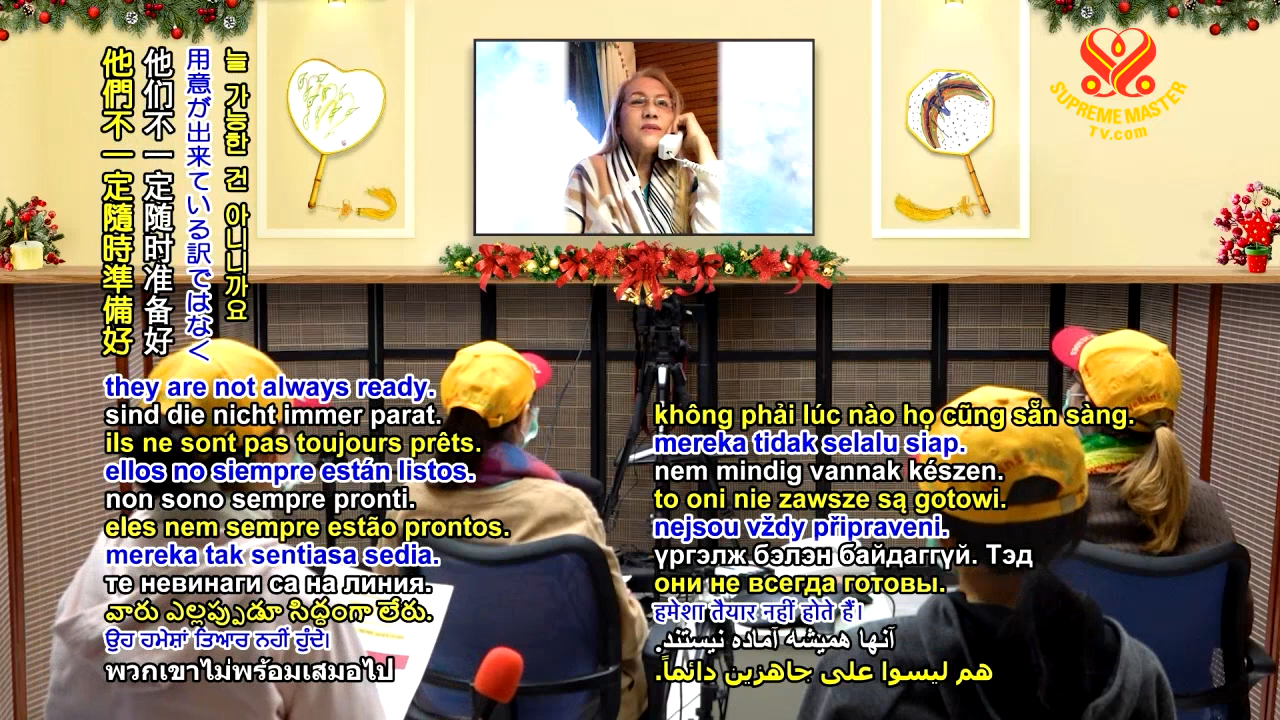 늘 가능한 건 아니니까요
用意が出来ている訳ではなく
他们不一定随时准备好
他們不一定隨時準備好
SUPREME MASTER
TV.com
they are not always ready.
sind die nicht immer parat.
ils ne sont pas toujours prêts.
ellos no siempre están listos.
non sono sempre pronti.
eles nem sempre estão prontos.
mereka tak sentiasa sedia.
те невинаги са на линия.
వారు ఎల్లప్పుడూ సిద్ధంగా లేరు.
ਉਹ ਹਮੇਸ਼ਾਂ ਤਿਆਰ ਨਹੀਂ ਹੁੰਦੇ।
พวกเขาไม่พร้อมเสมอไป
không phải lúc nào họ cũng sẵn sàng.
mereka tidak selalu siap.
nem mindig vannak készen.
to oni nie zawsze są gotowi.
nejsou vždy připraveni.
үргэлж бэлэн байдаггүй. Тэд
они не всегда готовы.
हमेशा तैयार नहीं होते हैं।
آنها همیشه آماده نیستند.
هم ليسوا على جاهزين دائماً.